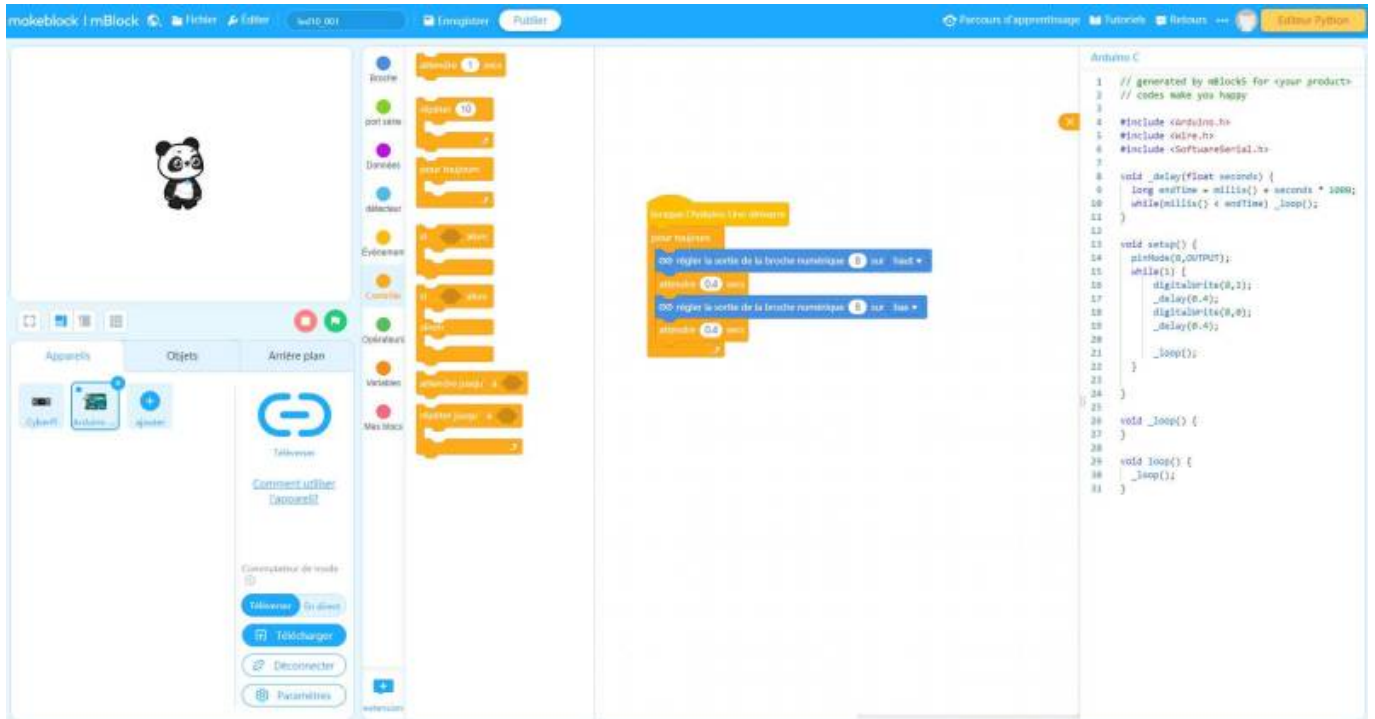 makeblock | mBlock Fichier Éditer led10_001 Enregistrer Publier Parcours d'apprentissage Tutoriels Retours Editeur Python
Broche
port série
Données
détecteur
Événement
Contrôle
Opérateurs
Variables
Mes blocs
extension
attendre 1 secs
répéter 10
pour toujours
si alors
si alors
sinon
attendre jusqu' à
répéter jusqu' à
lorsque l'Arduino Uno démarre
pour toujours
régler la sortie de la broche numérique 8 sur haut
attendre 0.4 secs
régler la sortie de la broche numérique 8 sur bas
attendre 0.4 secs
Appareils Objets Arrière plan
CyberPi Arduino ... ajouter
Téléverser
Comment utiliser
l'appareil?
Commutateur de mode
Téléverser En direct
Télécharger
Déconnecter
Paramètres
Arduino C
1 // generated by mBlock5 for <your product>
2 // codes make you happy
3
4 #include <Arduino.h>
5 #include <Wire.h>
6 #include <SoftwareSerial.h>
7
8 void _delay(float seconds) {
9 long endTime = millis() + seconds * 1000;
10 while(millis() < endTime) _loop();
11 }
12
13 void setup() {
14 pinMode(8,OUTPUT);
15 while(1) {
16 digitalWrite(8,1);
17 _delay(0.4);
18 digitalWrite(8,0);
19 _delay(0.4);
20
21 _loop();
22 }
23
24 }
25
26 void _loop() {
27 }
28
29 void loop() {
30 _loop();
31 }